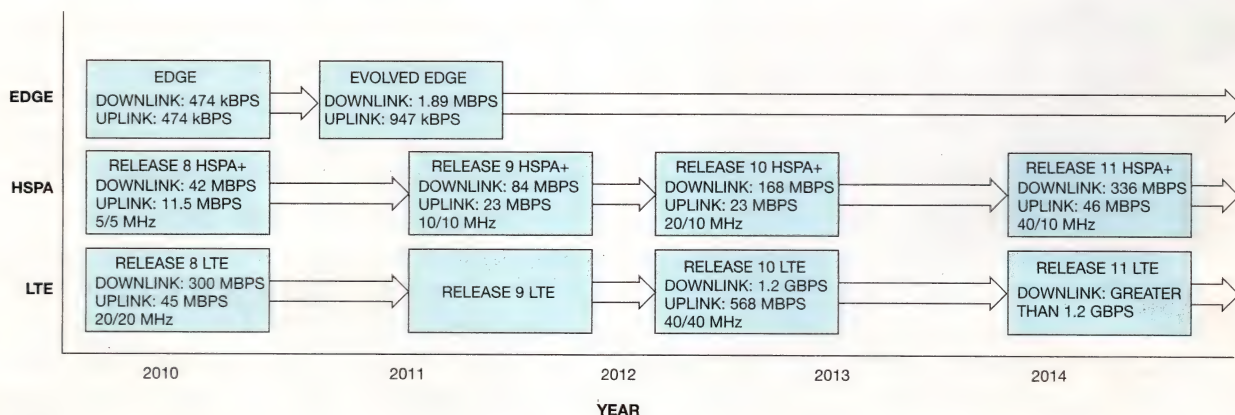 EDGE
EDGE
DOWNLINK: 474 kBPS
UPLINK: 474 kBPS
EVOLVED EDGE
DOWNLINK: 1.89 MBPS
UPLINK: 947 kBPS
HSPA
RELEASE 8 HSPA+
DOWNLINK: 42 MBPS
UPLINK: 11.5 MBPS
5/5 MHz
RELEASE 9 HSPA+
DOWNLINK: 84 MBPS
UPLINK: 23 MBPS
10/10 MHz
RELEASE 10 HSPA+
DOWNLINK: 168 MBPS
UPLINK: 23 MBPS
20/10 MHz
RELEASE 11 HSPA+
DOWNLINK: 336 MBPS
UPLINK: 46 MBPS
40/10 MHz
LTE
RELEASE 8 LTE
DOWNLINK: 300 MBPS
UPLINK: 45 MBPS
20/20 MHz
RELEASE 9 LTE
RELEASE 10 LTE
DOWNLINK: 1.2 GBPS
UPLINK: 568 MBPS
40/40 MHz
RELEASE 11 LTE
DOWNLINK: GREATER
THAN 1.2 GBPS
2010
2011
2012
2013
2014
YEAR